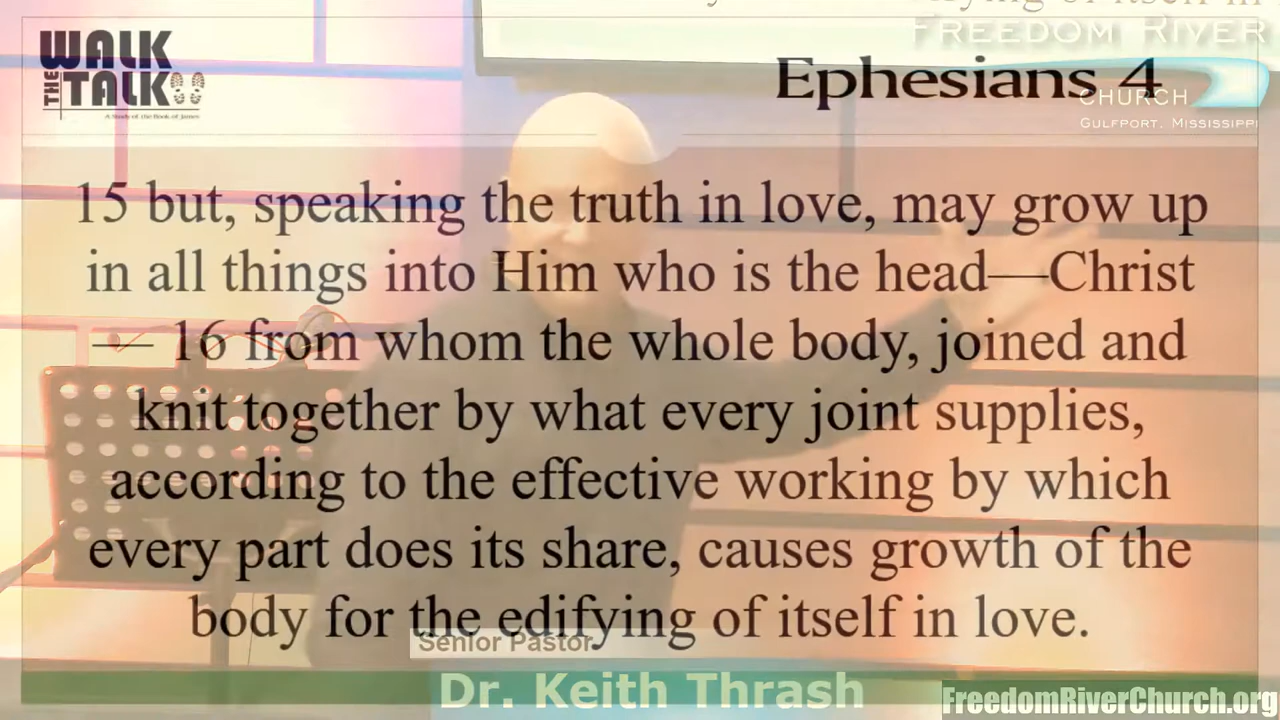 WALK
THE TALK
A Study of the Book of James
FREEDOM RIVER
CHURCH
GULFPORT, MISSISSIPPI
Ephesians 4
15 but, speaking the truth in love, may grow up
in all things into Him who is the head—Christ
— 16 from whom the whole body, joined and
knit together by what every joint supplies,
according to the effective working by which
every part does its share, causes growth of the
body for the edifying of itself in love.
Senior Pastor
Dr. Keith Thrash
FreedomRiverChurch.org